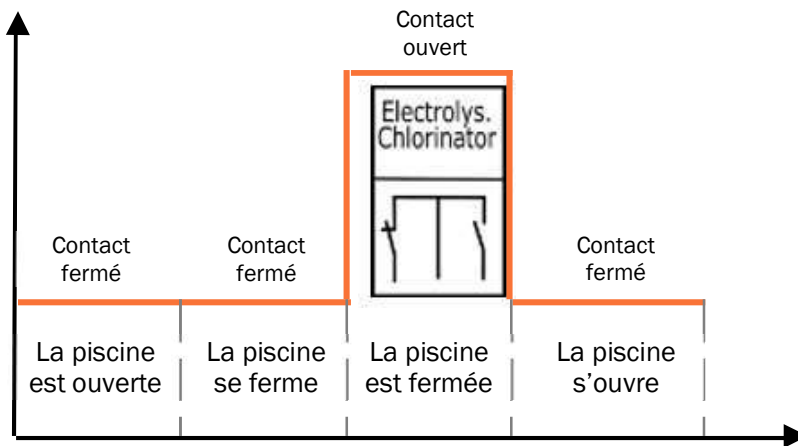 Contact
ouvert
Electrolys.
Chlorinator
Contact
fermé
Contact
fermé
Contact
fermé
La piscine
est ouverte
La piscine
se ferme
La piscine
est fermée
La piscine
s’ouvre